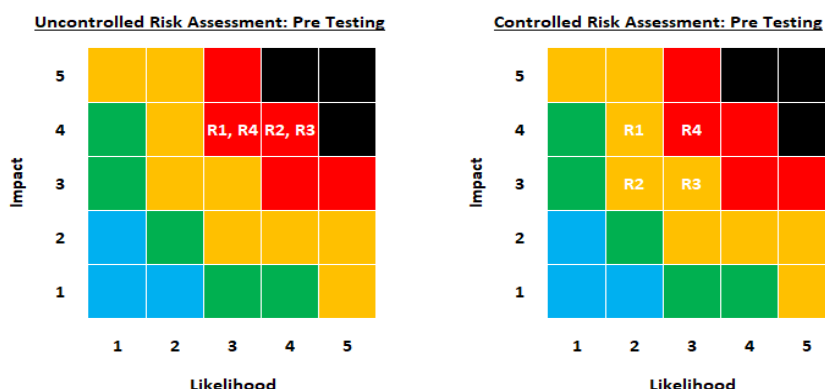 Uncontrolled Risk Assessment: Pre Testing
5
4 R1, R4 R2, R3
3
2
1
Impact
1 2 3 4 5
Likelihood
Controlled Risk Assessment: Pre Testing
5
4 R1 R4
3 R2 R3
2
1
Impact
1 2 3 4 5
Likelihood